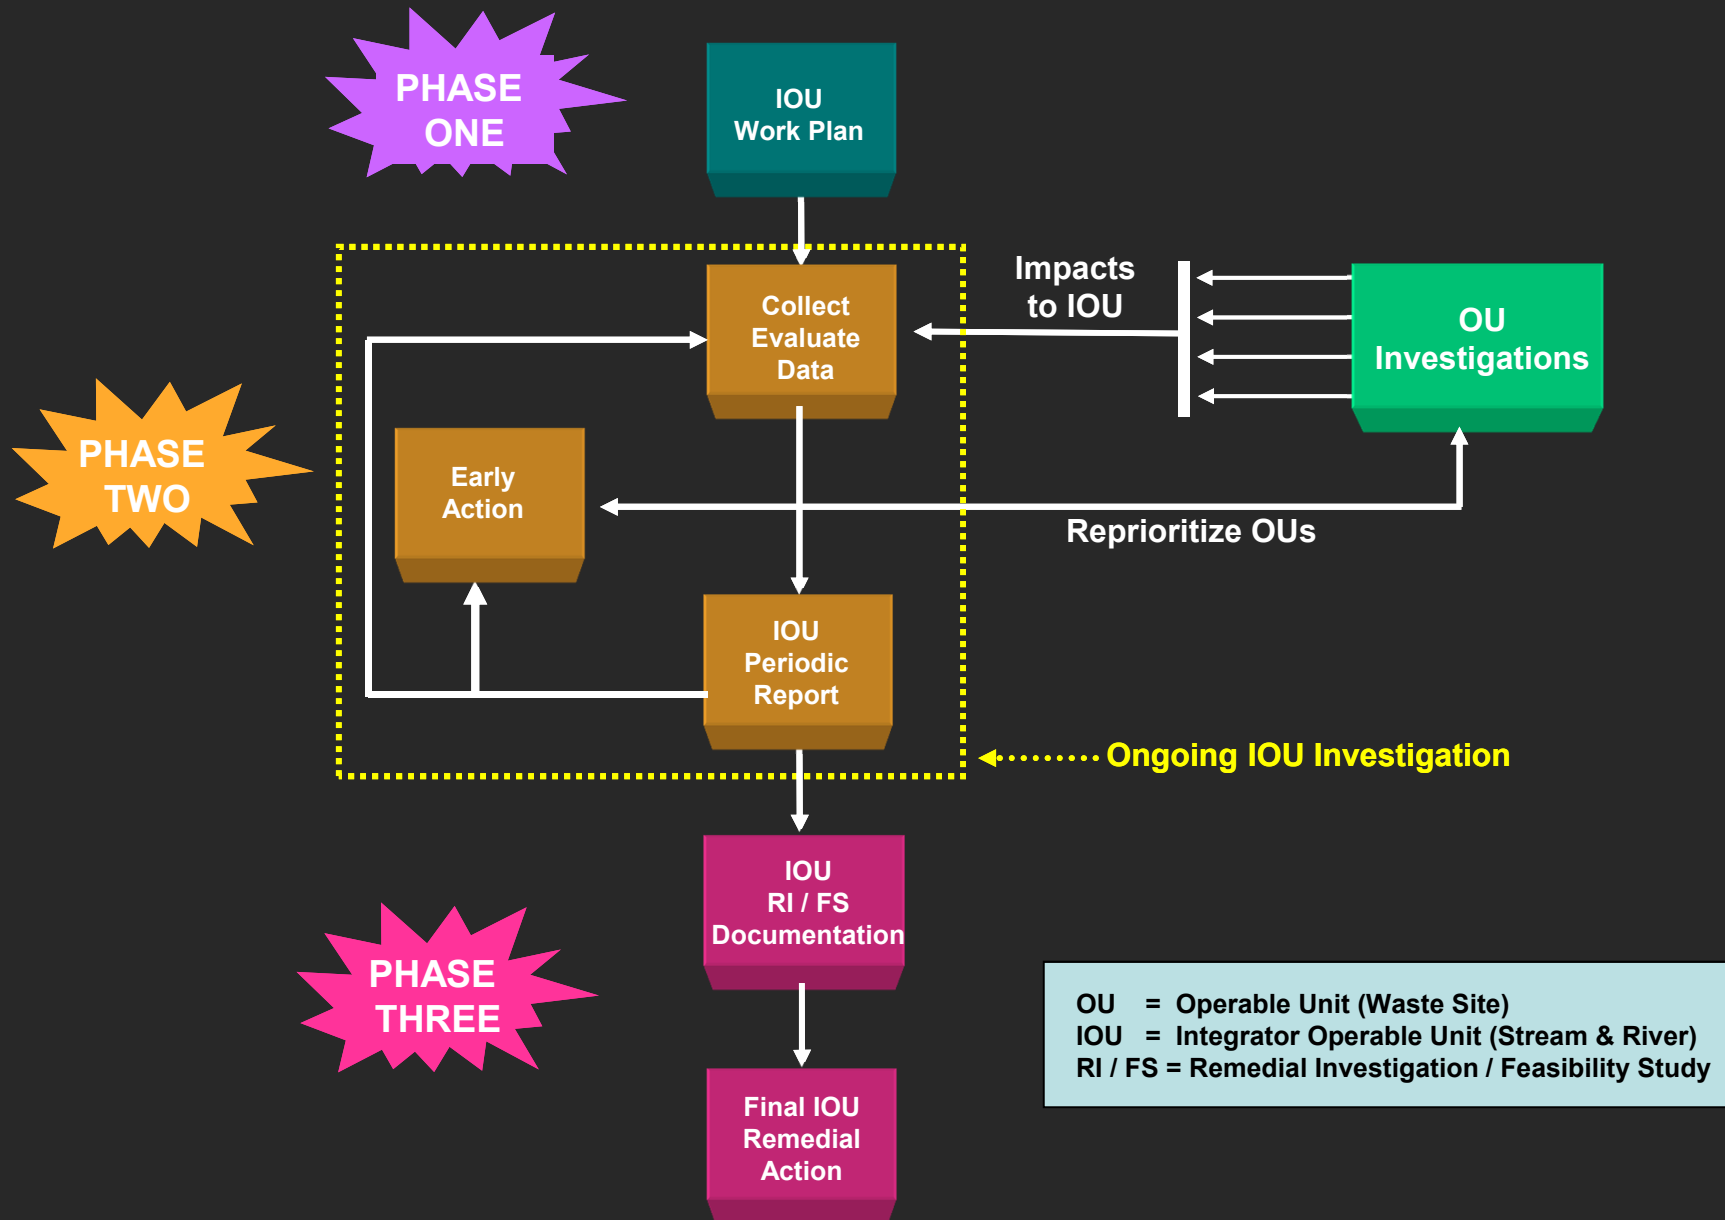 PHASE
ONE
IOU
Work Plan
Collect
Evaluate
Data
Impacts
to IOU
OU
Investigations
PHASE
TWO
Early
Action
Reprioritize OUs
IOU
Periodic
Report
Ongoing IOU Investigation
IOU
RI / FS
Documentation
PHASE
THREE
OU = Operable Unit (Waste Site)
IOU = Integrator Operable Unit (Stream & River)
RI / FS = Remedial Investigation / Feasibility Study
Final IOU
Remedial
Action